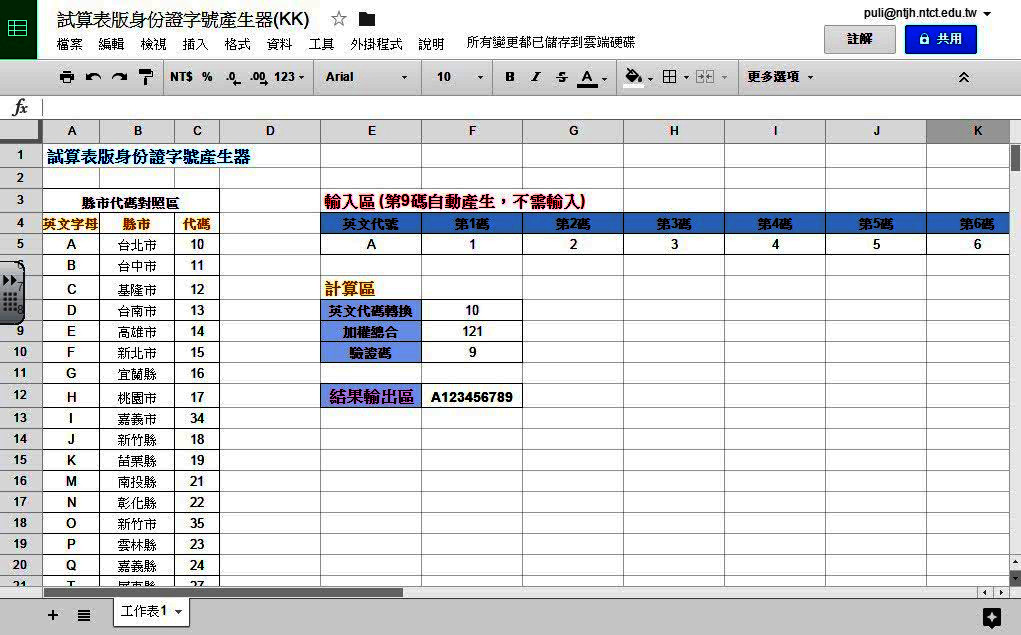 試算表版身份證字號產生器(KK)
puli@ntjh.ntct.edu.tw
檔案 編輯 檢視 插入 格式 資料 工具 外掛程式 說明 所有變更都已儲存到雲端硬碟
註解 共用
NT$ % .0 .00 123 Arial 10 B I S A 更多選項
fx
A B C D E F G H I J K
1 試算表版身份證字號產生器
2
3 縣市代碼對照區 輸入區 (第9碼自動產生，不需輸入)
4 英文字母 縣市 代碼 英文代號 第1碼 第2碼 第3碼 第4碼 第5碼 第6碼
5 A 台北市 10 A 1 2 3 4 5 6
6 B 台中市 11
7 C 基隆市 12 計算區
8 D 台南市 13 英文代碼轉換 10
9 E 高雄市 14 加權總合 121
10 F 新北市 15 驗證碼 9
11 G 宜蘭縣 16
12 H 桃園市 17 結果輸出區 A123456789
13 I 嘉義市 34
14 J 新竹縣 18
15 K 苗栗縣 19
16 M 南投縣 21
17 N 彰化縣 22
18 O 新竹市 35
19 P 雲林縣 23
20 Q 嘉義縣 24
21 T 屏東縣 27
工作表1